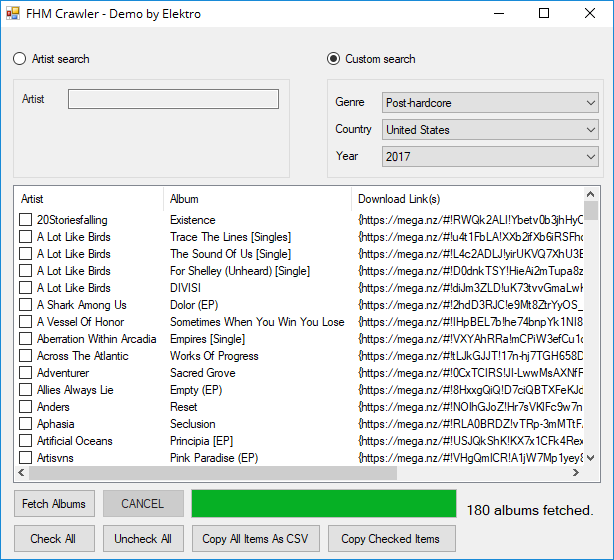 FHM Crawler - Demo by Elektro
Artist search
Custom search
Artist
Genre Post-hardcore
Country United States
Year 2017
Artist Album Download Link(s)
20Storiesfalling Existence {https://mega.nz/#!RWQk2ALI!Ybetv0b3jhHyC
A Lot Like Birds Trace The Lines [Singles] {https://mega.nz/#!u4t1FbLA!XXb2ifXb6iRSFho
A Lot Like Birds The Sound Of Us [Single] {https://mega.nz/#!L4c2ADLJ!yirUKVQ7XhU3E
A Lot Like Birds For Shelley (Unheard) [Single] {https://mega.nz/#!D0dnkTSY!HieAi2mTupa8z
A Lot Like Birds DIVISI {https://mega.nz/#!diJm3ZLD!uK73tvvGmaLwH
A Shark Among Us Dolor (EP) {https://mega.nz/#!2hdD3RJC!e9Mt8ZtrYyOS_
A Vessel Of Honor Sometimes When You Win You Lose {https://mega.nz/#!IHpBEL7b!he74bnpYk1NI8
Aberration Within Arcadia Empires [Single] {https://mega.nz/#!VXYAhRRa!mCPiW3efCu1c
Across The Atlantic Works Of Progress {https://mega.nz/#!tLJkGJJT!17n-hj7TGH658D
Adventurer Sacred Grove {https://mega.nz/#!0CxTCIRS!JI-LwwMsAXNfF
Allies Always Lie Empty (EP) {https://mega.nz/#!8HxxgQiQ!D7ciQBTXFeKJd
Anders Reset {https://mega.nz/#!NOIhGJoZ!Hr7sVKIFc9w7n
Aphasia Seclusion {https://mega.nz/#!RLA0BRDZ!vTRp-3mMTtF
Artificial Oceans Principia [EP] {https://mega.nz/#!USJQkShK!KX7x1CFk4Rex
Artisvns Pink Paradise (EP) {https://mega.nz/#!VHgQmICR!A1jW7Mp1yey8
Fetch Albums CANCEL 180 albums fetched.
Check All Uncheck All Copy All Items As CSV Copy Checked Items